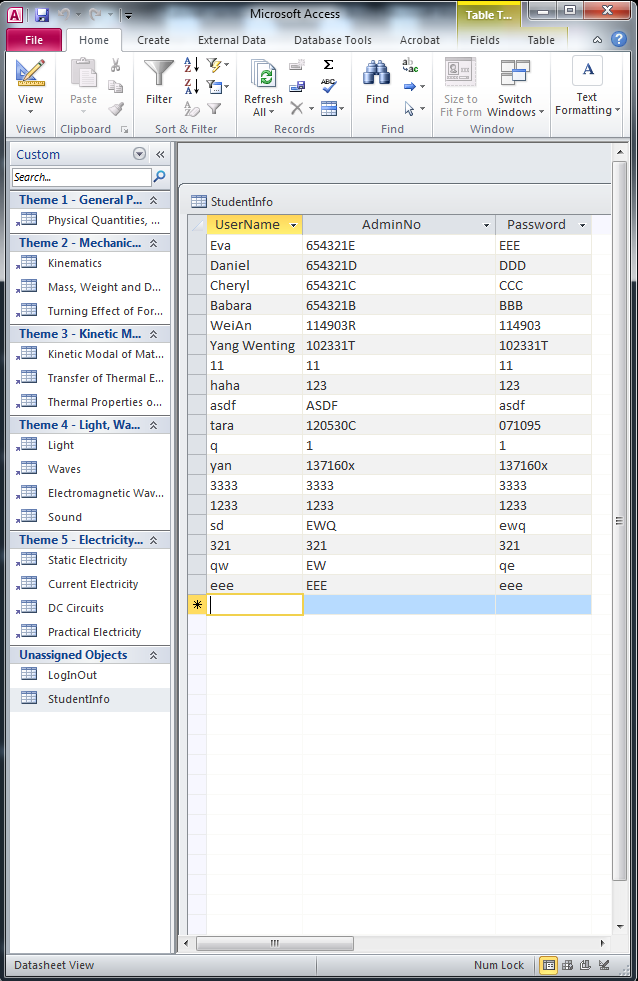 Microsoft Access
Table T...
File Home Create External Data Database Tools Acrobat Fields Table
View
Paste
Filter
Refresh
All
Find
Size to
Fit Form
Switch
Windows
Text
Formatting
Views Clipboard Sort & Filter Records Find Window
Custom
Search...
Theme 1 - General P...
Physical Quantities, ...
Theme 2 - Mechanic...
Kinematics
Mass, Weight and D...
Turning Effect of For...
Theme 3 - Kinetic M...
Kinetic Modal of Mat...
Transfer of Thermal E...
Thermal Properties o...
Theme 4 - Light, Wa...
Light
Waves
Electromagnetic Wav...
Sound
Theme 5 - Electricity...
Static Electricity
Current Electricity
DC Circuits
Practical Electricity
Unassigned Objects
LogInOut
StudentInfo
StudentInfo
UserName AdminNo Password
Eva 654321E EEE
Daniel 654321D DDD
Cheryl 654321C CCC
Babara 654321B BBB
WeiAn 114903R 114903
Yang Wenting 102331T 102331T
11 11 11
haha 123 123
asdf ASDF asdf
tara 120530C 071095
q 1 1
yan 137160x 137160x
3333 3333 3333
1233 1233 1233
sd EWQ ewq
321 321 321
qw EW qe
eee EEE eee
Datasheet View Num Lock